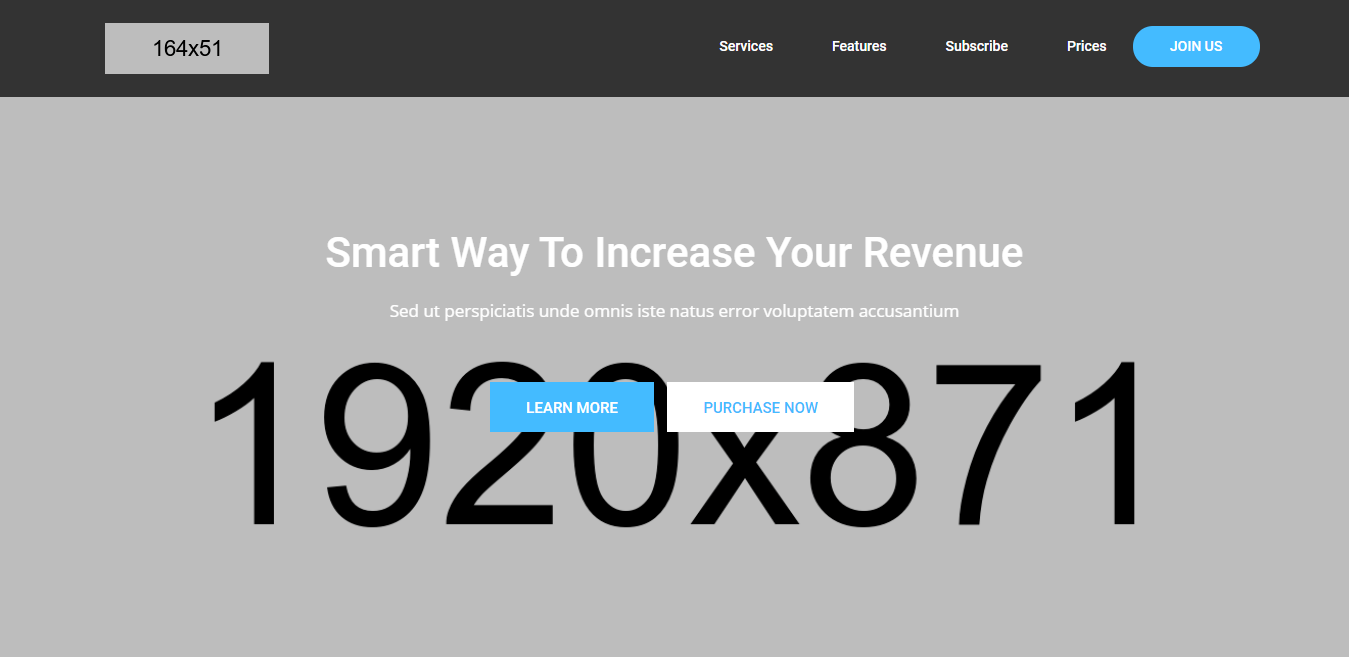 164x51
Services Features Subscribe Prices JOIN US
Smart Way To Increase Your Revenue
Sed ut perspiciatis unde omnis iste natus error voluptatem accusantium
1920x871
LEARN MORE PURCHASE NOW